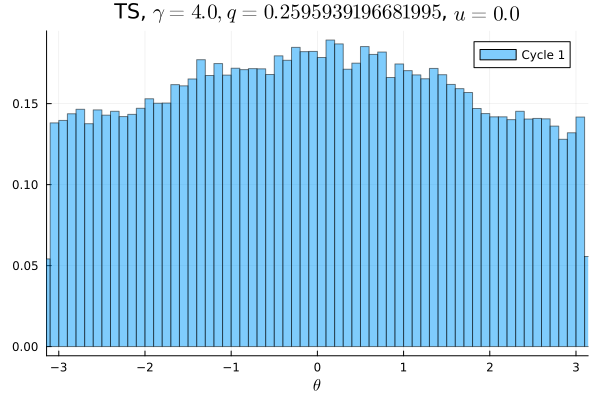 TS, γ = 4.0, q = 0.2595939196681995, u = 0.0
Cycle 1
0.15
0.10
0.05
0.00
−3 −2 −1 0 1 2 3
θ